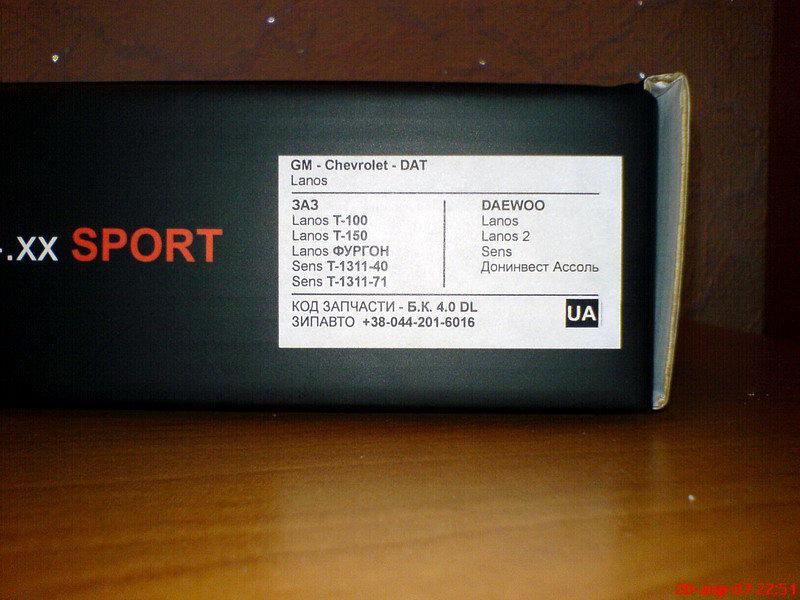 .xx SPORT
GM - Chevrolet - DAT
Lanos
ЗАЗ
Lanos T-100
Lanos T-150
Lanos ФУРГОН
Sens T-1311-40
Sens T-1311-71
DAEWOO
Lanos
Lanos 2
Sens
Донинвест Ассоль
КОД ЗАПЧАСТИ - Б.К. 4.0 DL
ЗИПАВТО +38-044-201-6016
UA